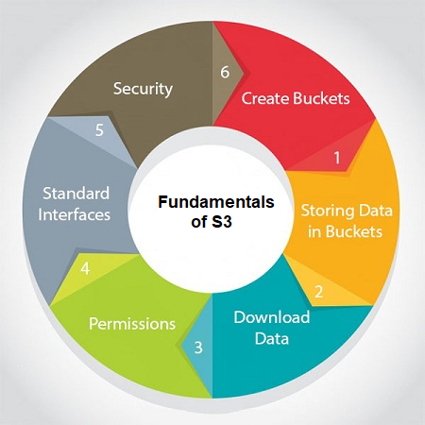 Fundamentals
of S3
Create Buckets
1
Storing Data
in Buckets
2
Download
Data
3
Permissions
4
Standard
Interfaces
5
Security
6